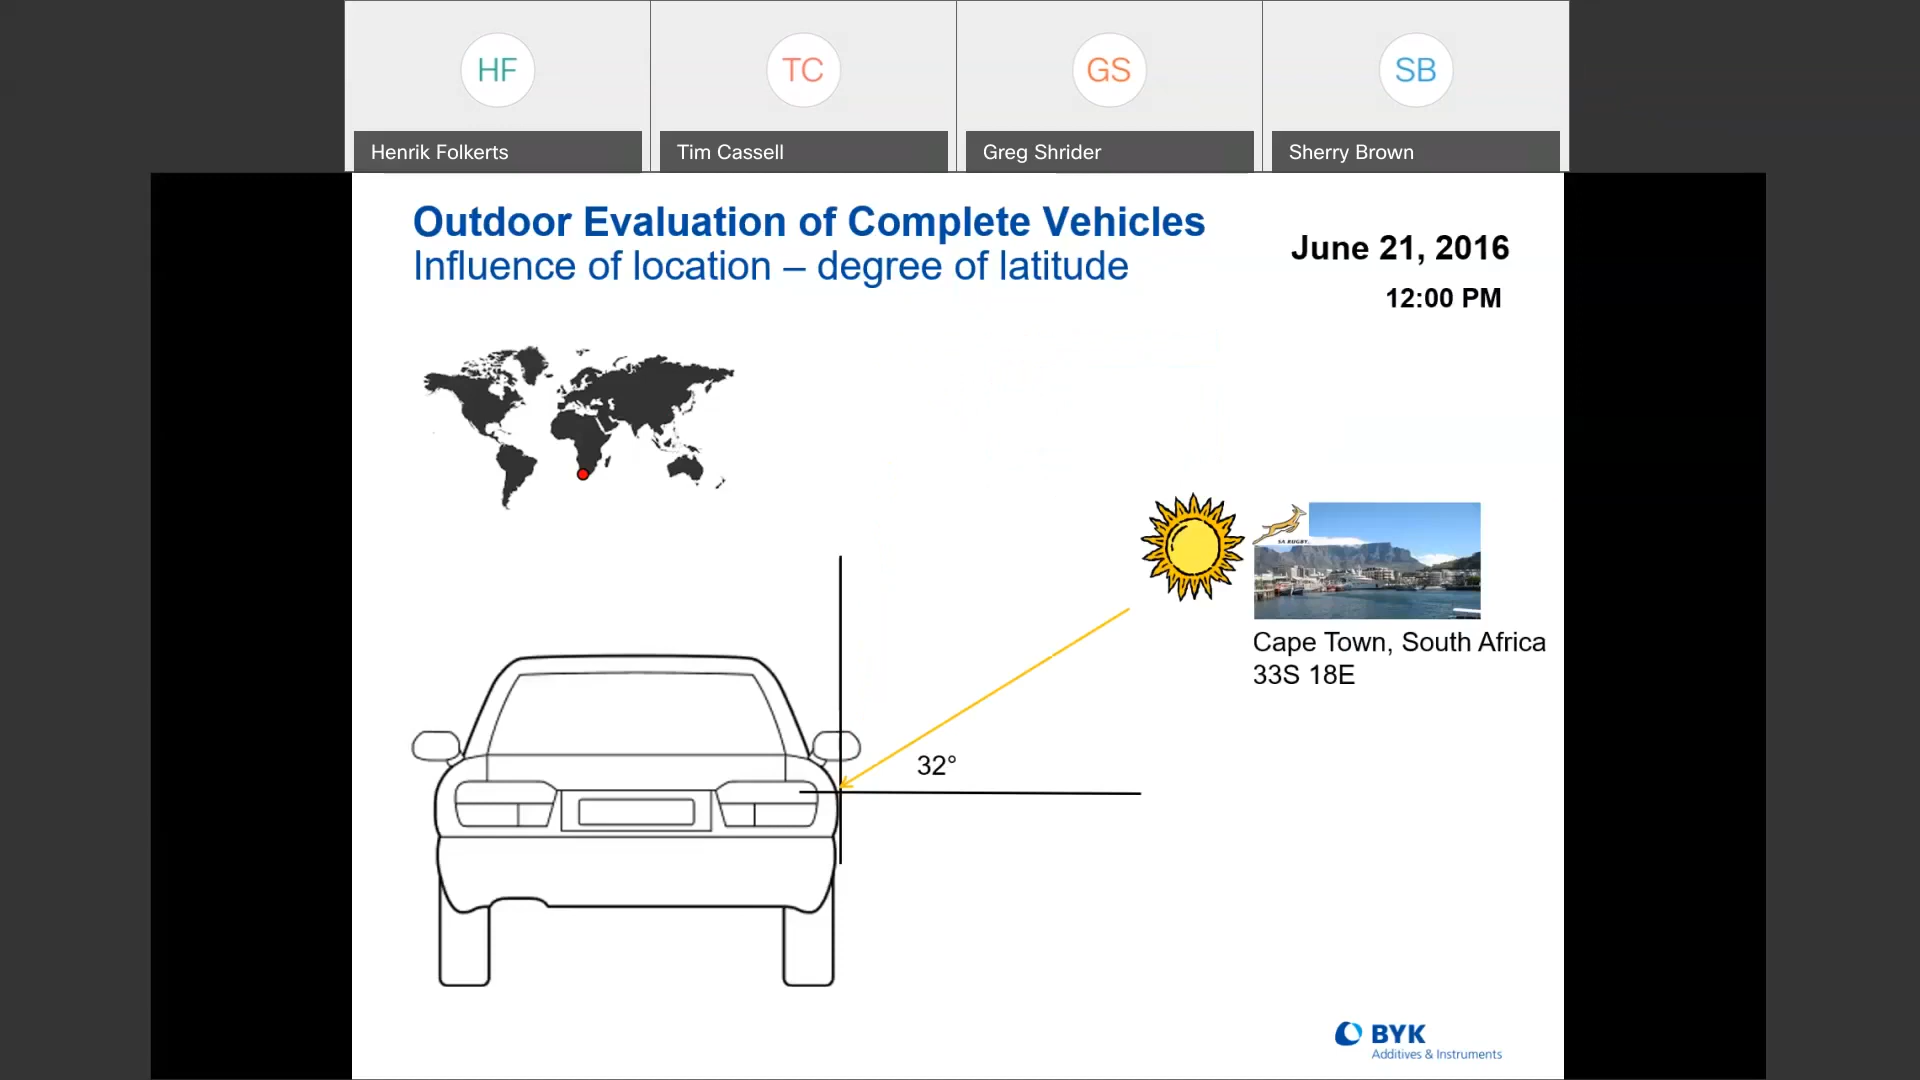 HF
TC
GS
SB
Henrik Folkerts
Tim Cassell
Greg Shrider
Sherry Brown
Outdoor Evaluation of Complete Vehicles
Influence of location – degree of latitude
June 21, 2016
12:00 PM
SA RUGBY
Cape Town, South Africa
33S 18E
32°
BYK
Additives & Instruments